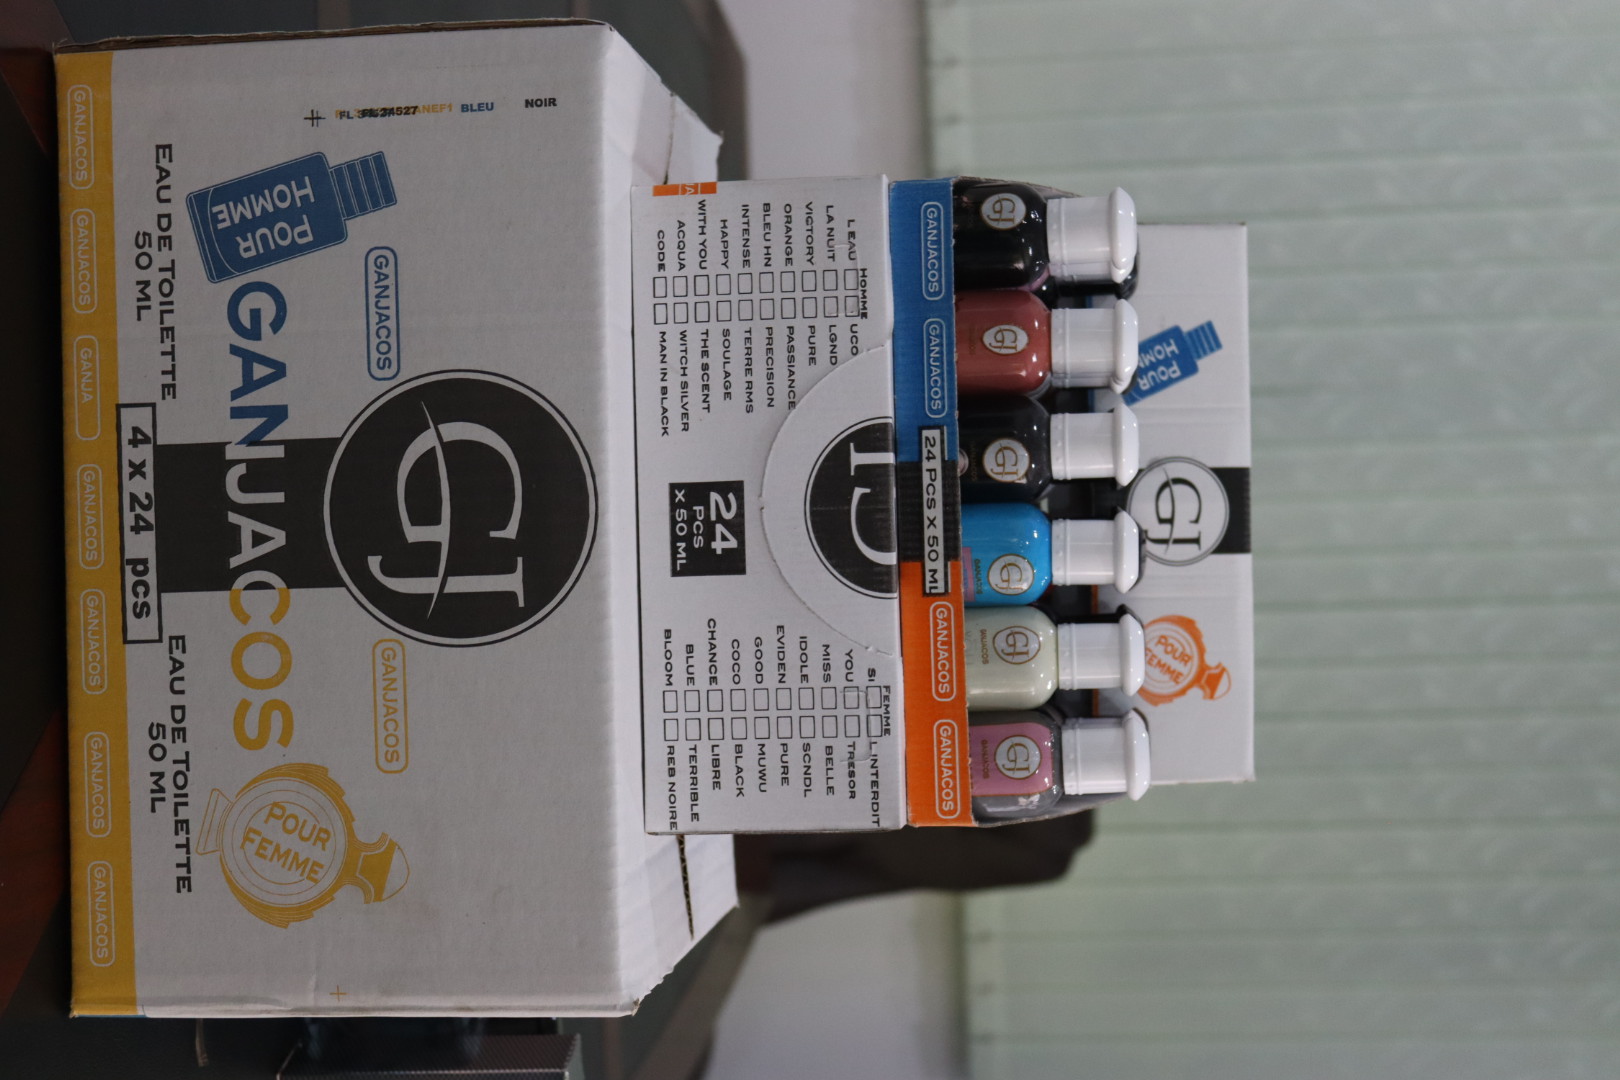 GJ
POUR
HOMME
POUR
FEMME
GJ
GJ
GJ
GJ
GANJACOS
GJ
GANJACOS
GJ
GANJACOS
GANJACOS
GANJACOS
24 PCS X 50 ML
GANJACOS
GANJACOS
HOMME
L EAU UCO
LA NUIT LGND
VICTORY PURE
ORANGE PASSIANCE
BLEU HN PRECISION
INTENSE TERRE RMS
HAPPY SOULAGE
WITH YOU THE SCENT
ACQUA WITCH SILVER
CODE MAN IN BLACK
24
PCS
X 50 ML
FEMME
SI L INTERDIT
YOU TRESOR
MISS BELLE
IDOLE SCNDL
EVIDEN PURE
GOOD MUWU
COCO BLACK
CHANCE LIBRE
BLUE TERRIBLE
BLOOM REB NOIRE
BLEU NOIR
GJ
GANJACOS
GANJACOS
POUR
HOMME
GANJACOS
POUR
FEMME
EAU DE TOILETTE
50 ML
EAU DE TOILETTE
50 ML
4 x 24 pcs
GANJACOS GANJACOS GANJA GANJACOS GANJACOS GANJACOS GANJACOS